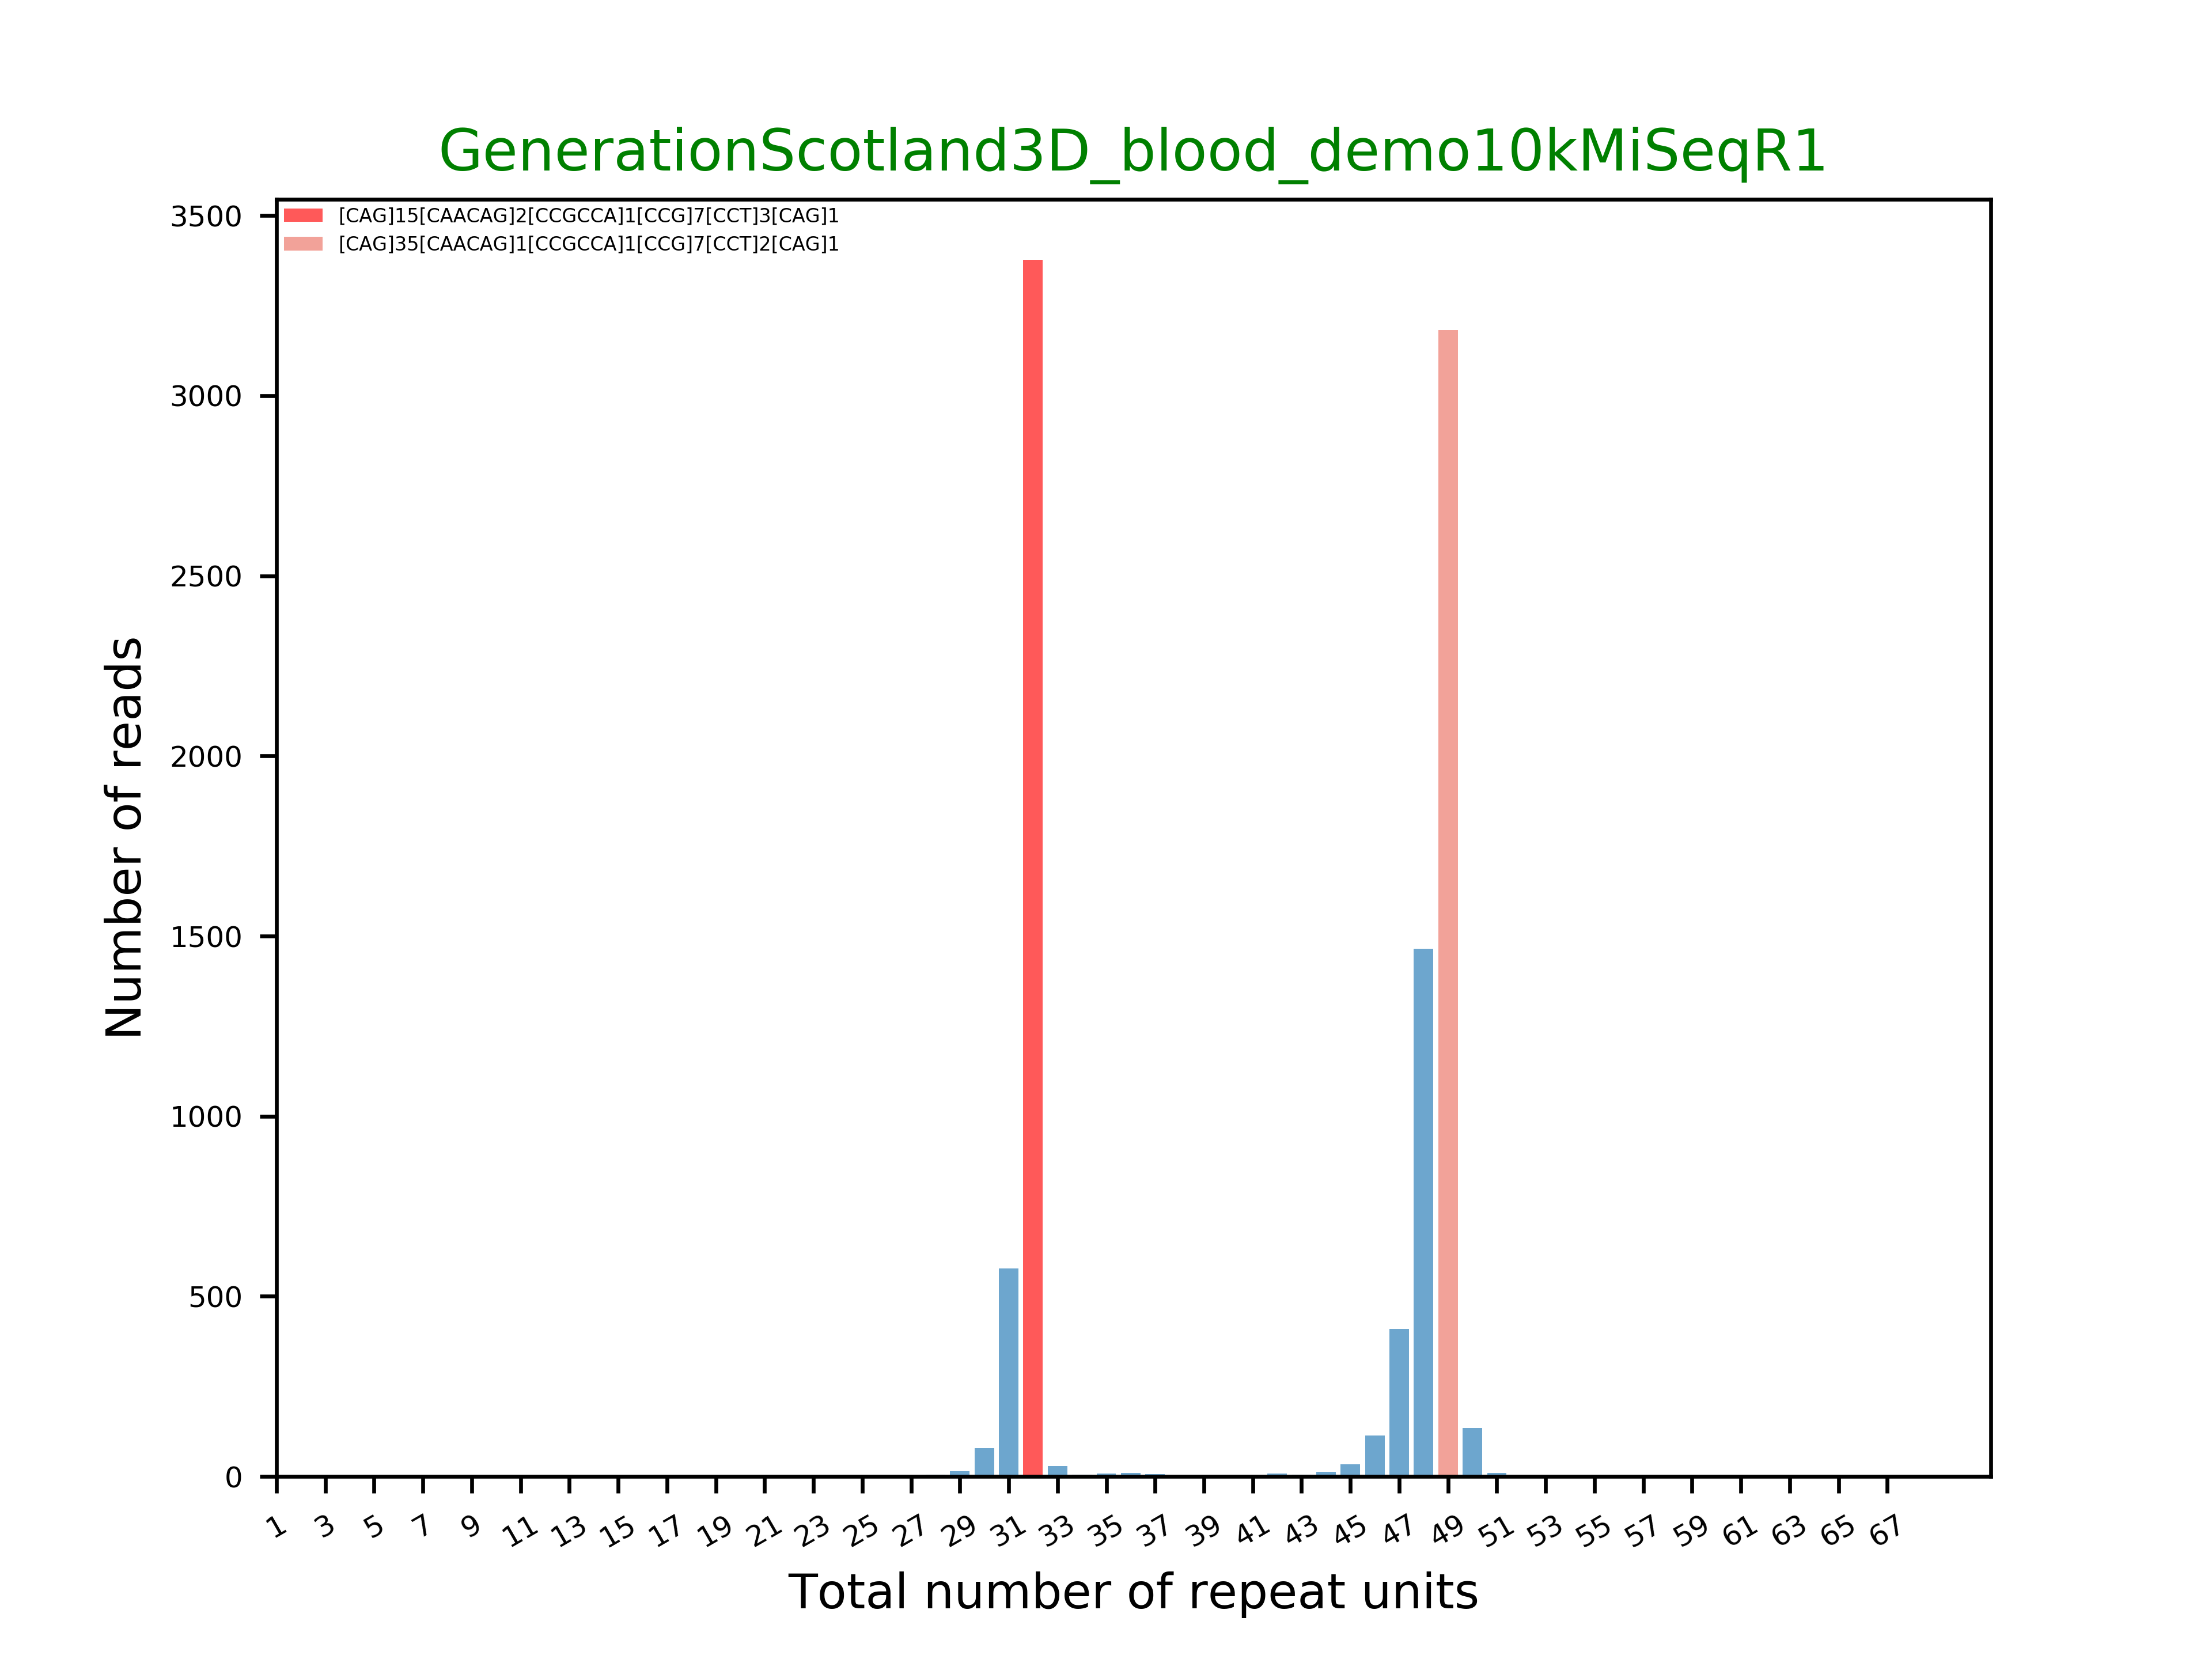 GenerationScotland3D_blood_demo10kMiSeqR1
[CAG]15[CAACAG]2[CCGCCA]1[CCG]7[CCT]3[CAG]1
[CAG]35[CAACAG]1[CCGCCA]1[CCG]7[CCT]2[CAG]1
3500
3000
2500
2000
1500
1000
500
0
Number of reads
1 3 5 7 9 11 13 15 17 19 21 23 25 27 29 31 33 35 37 39 41 43 45 47 49 51 53 55 57 59 61 63 65 67
Total number of repeat units